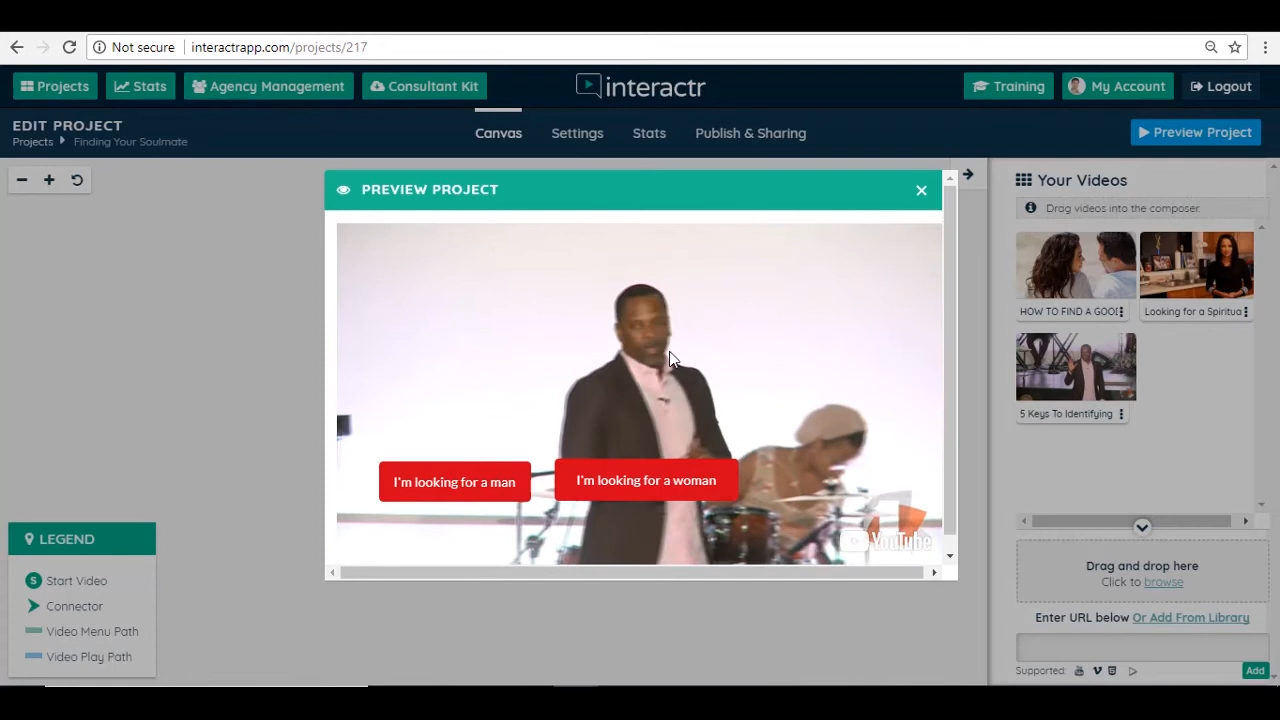 Not secure interactrapp.com/projects/217
Projects Stats Agency Management Consultant Kit interactr Training My Account Logout
EDIT PROJECT
Projects Finding Your Soulmate
Canvas Settings Stats Publish & Sharing Preview Project
PREVIEW PROJECT
I'm looking for a man I'm looking for a woman
YouTube
Your Videos
Drag videos into the composer.
HOW TO FIND A GOO Looking for a Spiritua
5 Keys To Identifying
Drag and drop here
Click to browse
Enter URL below Or Add From Library
Supported:
Add
LEGEND
S Start Video
Connector
Video Menu Path
Video Play Path